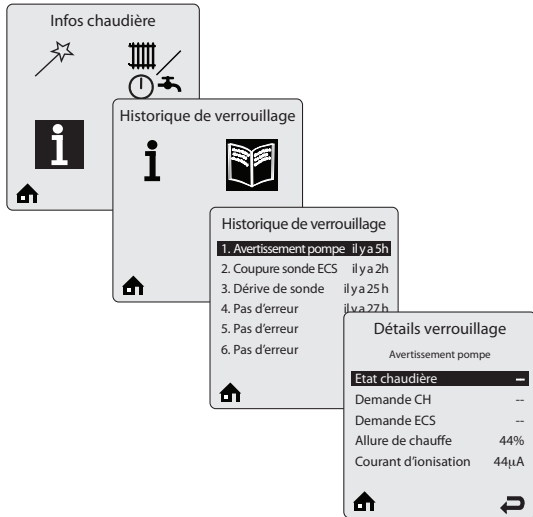 Infos chaudière
Historique de verrouillage
Historique de verrouillage
1. Avertissement pompe il y a 5h
2. Coupure sonde ECS il y a 2h
3. Dérive de sonde il y a 25 h
4. Pas d'erreur il y a 27 h
5. Pas d'erreur
6. Pas d'erreur
Détails verrouillage
Avertissement pompe
Etat chaudière –
Demande CH --
Demande ECS --
Allure de chauffe 44%
Courant d'ionisation 44µA